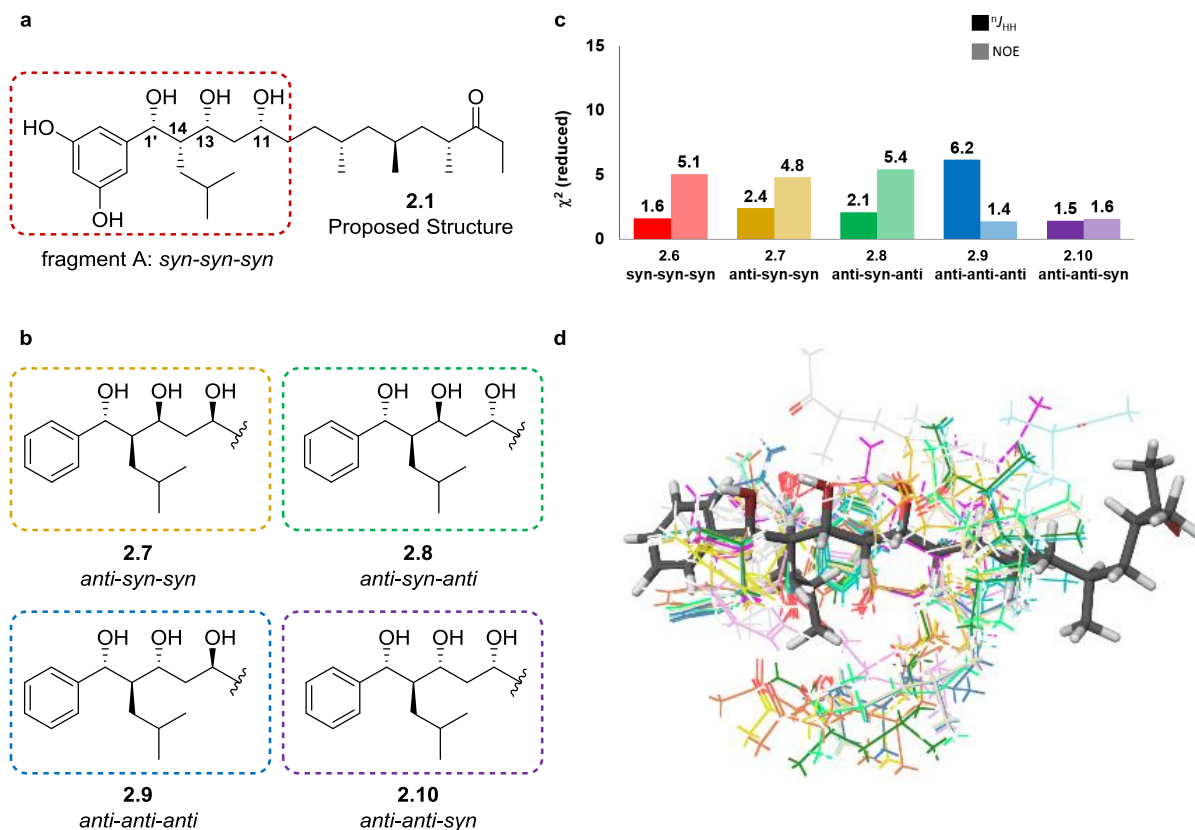 a
OH OH OH O
HO
1' 14 13 11
OH
2.1
Proposed Structure
fragment A: syn-syn-syn
b
OH OH OH
2.7
anti-syn-syn
OH OH OH
2.8
anti-syn-anti
OH OH OH
2.9
anti-anti-anti
OH OH OH
2.10
anti-anti-syn
c
ⁿJHH
NOE
χ² (reduced)
15
10
5
0
1.6 5.1 2.4 4.8 2.1 5.4 6.2 1.4 1.5 1.6
2.6 2.7 2.8 2.9 2.10
syn-syn-syn anti-syn-syn anti-syn-anti anti-anti-anti anti-anti-syn
d